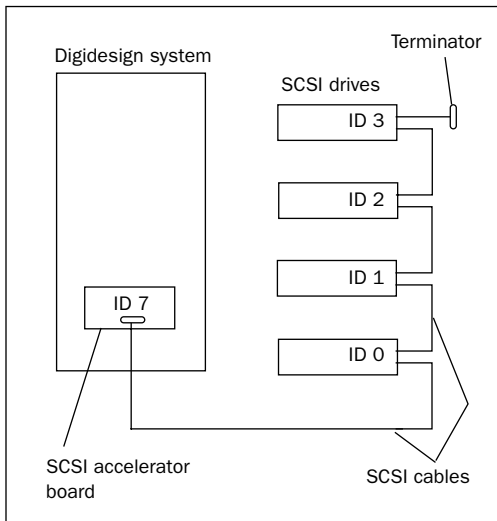 Terminator
Digidesign system
SCSI drives
ID 3
ID 2
ID 1
ID 7
ID 0
SCSI accelerator
board
SCSI cables